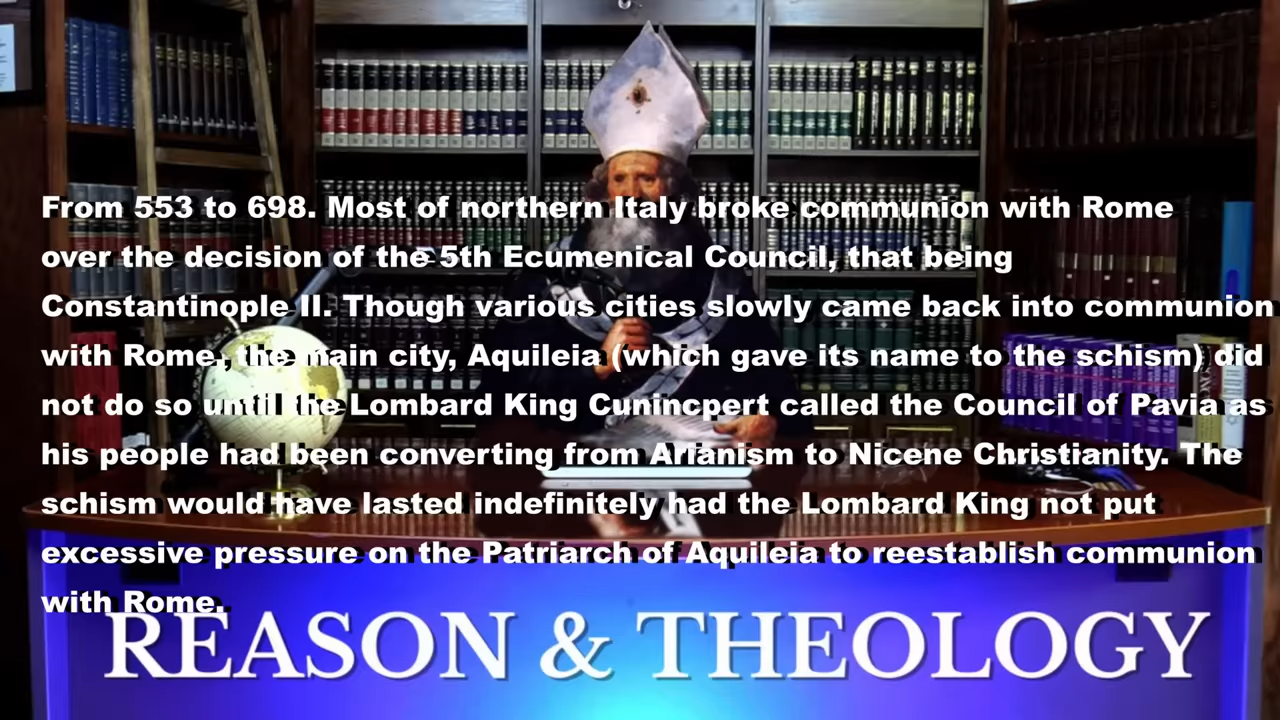 From 553 to 698. Most of northern Italy broke communion with Rome
over the decision of the 5th Ecumenical Council, that being
Constantinople II. Though various cities slowly came back into communion
with Rome, the main city, Aquileia (which gave its name to the schism) did
not do so until the Lombard King Cunincpert called the Council of Pavia as
his people had been converting from Arianism to Nicene Christianity. The
schism would have lasted indefinitely had the Lombard King not put
excessive pressure on the Patriarch of Aquileia to reestablish communion
with Rome.
REASON & THEOLOGY